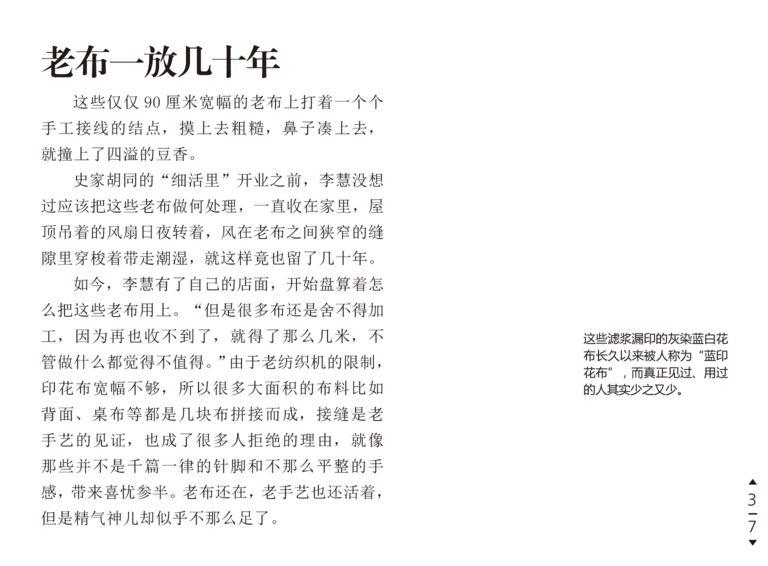 老布一放几十年
这些仅仅 90 厘米宽幅的老布上打着一个个
手工接线的结点，摸上去粗糙，鼻子凑上去，
就撞上了四溢的豆香。
史家胡同的“细活里”开业之前，李慧没想
过应该把这些老布做何处理，一直收在家里，屋
顶吊着的风扇日夜转着，风在老布之间狭窄的缝
隙里穿梭着带走潮湿，就这样竟也留了几十年。
如今，李慧有了自己的店面，开始盘算着怎
么把这些老布用上。“但是很多布还是舍不得加
工，因为再也收不到了，就得了那么几米，不
管做什么都觉得不值得。”由于老纺织机的限制，
印花布宽幅不够，所以很多大面积的布料比如
背面、桌布等都是几块布拼接而成，接缝是老
手艺的见证，也成了很多人拒绝的理由，就像
那些并不是千篇一律的针脚和不那么平整的手
感，带来喜忧参半。老布还在，老手艺也还活着，
但是精气神儿却似乎不那么足了。
这些滤浆漏印的灰染蓝白花
布长久以来被人称为“蓝印
花布”，而真正见过、用过
的人其实少之又少。
3
7